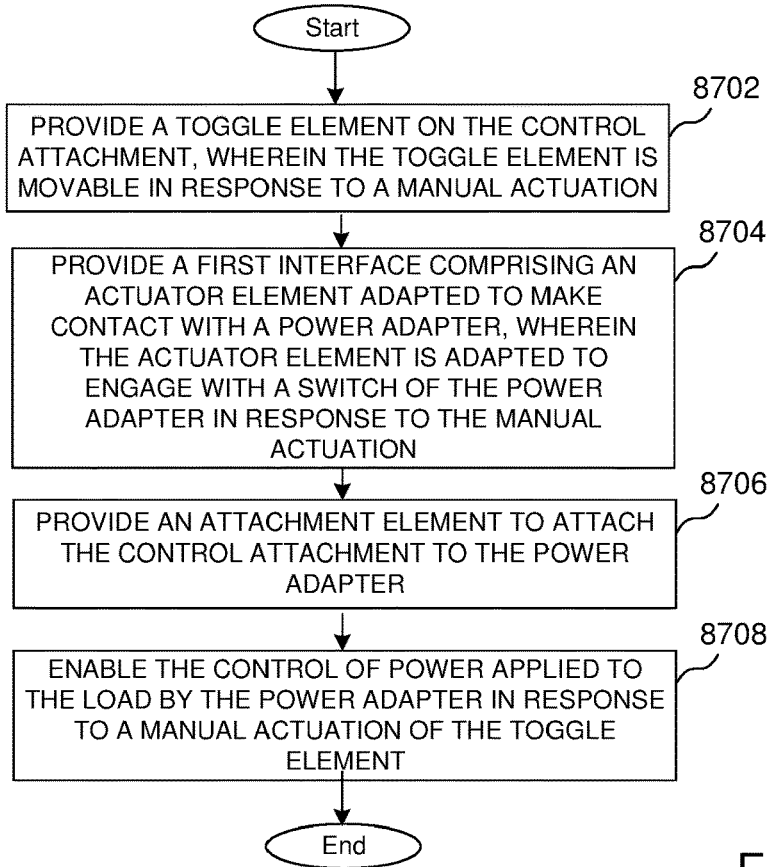 Start
8702
PROVIDE A TOGGLE ELEMENT ON THE CONTROL
ATTACHMENT, WHEREIN THE TOGGLE ELEMENT IS
MOVABLE IN RESPONSE TO A MANUAL ACTUATION
8704
PROVIDE A FIRST INTERFACE COMPRISING AN
ACTUATOR ELEMENT ADAPTED TO MAKE
CONTACT WITH A POWER ADAPTER, WHEREIN
THE ACTUATOR ELEMENT IS ADAPTED TO
ENGAGE WITH A SWITCH OF THE POWER
ADAPTER IN RESPONSE TO THE MANUAL
ACTUATION
8706
PROVIDE AN ATTACHMENT ELEMENT TO ATTACH
THE CONTROL ATTACHMENT TO THE POWER
ADAPTER
8708
ENABLE THE CONTROL OF POWER APPLIED TO
THE LOAD BY THE POWER ADAPTER IN RESPONSE
TO A MANUAL ACTUATION OF THE TOGGLE
ELEMENT
End